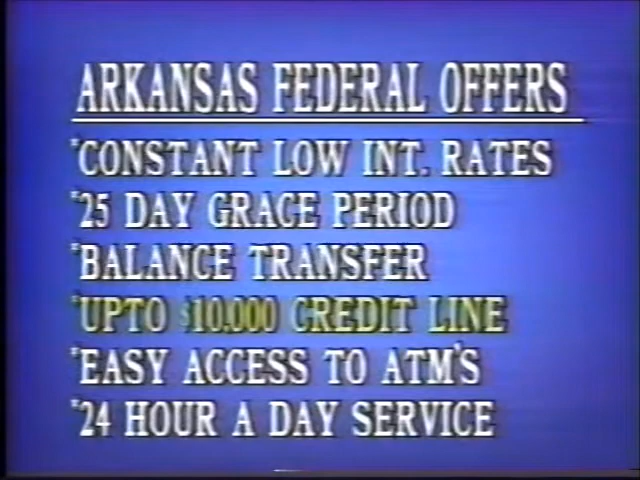 ARKANSAS FEDERAL OFFERS
*CONSTANT LOW INT. RATES
*25 DAY GRACE PERIOD
*BALANCE TRANSFER
*UPTO $10,000 CREDIT LINE
*EASY ACCESS TO ATM'S
*24 HOUR A DAY SERVICE